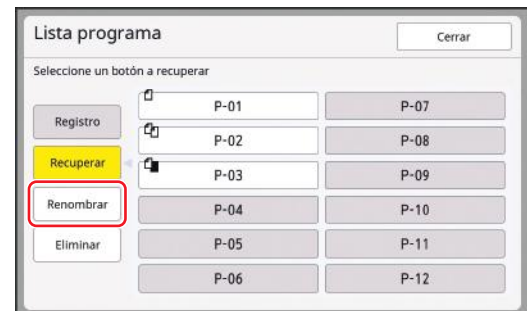 Lista programa
Cerrar
Seleccione un botón a recuperar
Registro
Recuperar
Renombrar
Eliminar
P-01
P-02
P-03
P-04
P-05
P-06
P-07
P-08
P-09
P-10
P-11
P-12